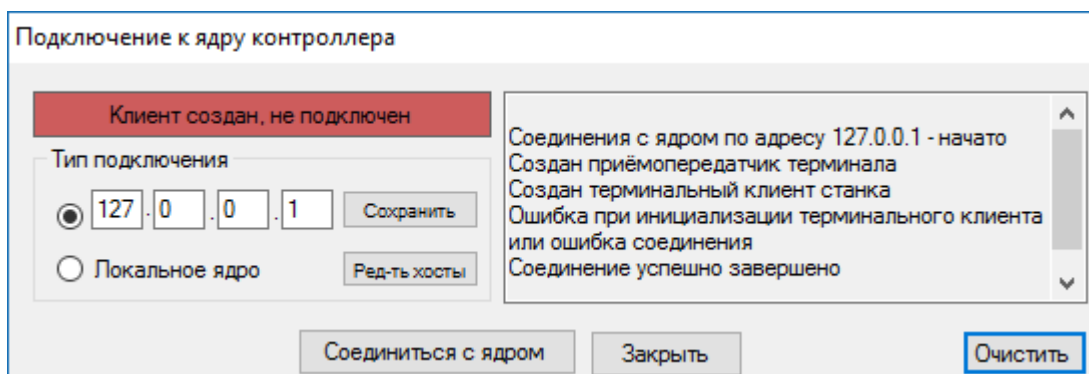 Подключение к ядру контроллера
Клиент создан, не подключен
Тип подключения
127.0.0.1
Сохранить
Локальное ядро
Ред-ть хосты
Соединения с ядром по адресу 127.0.0.1 - начато
Создан приёмопередатчик терминала
Создан терминальный клиент станка
Ошибка при инициализации терминального клиента
или ошибка соединения
Соединение успешно завершено
Соединиться с ядром
Закрыть
Очистить